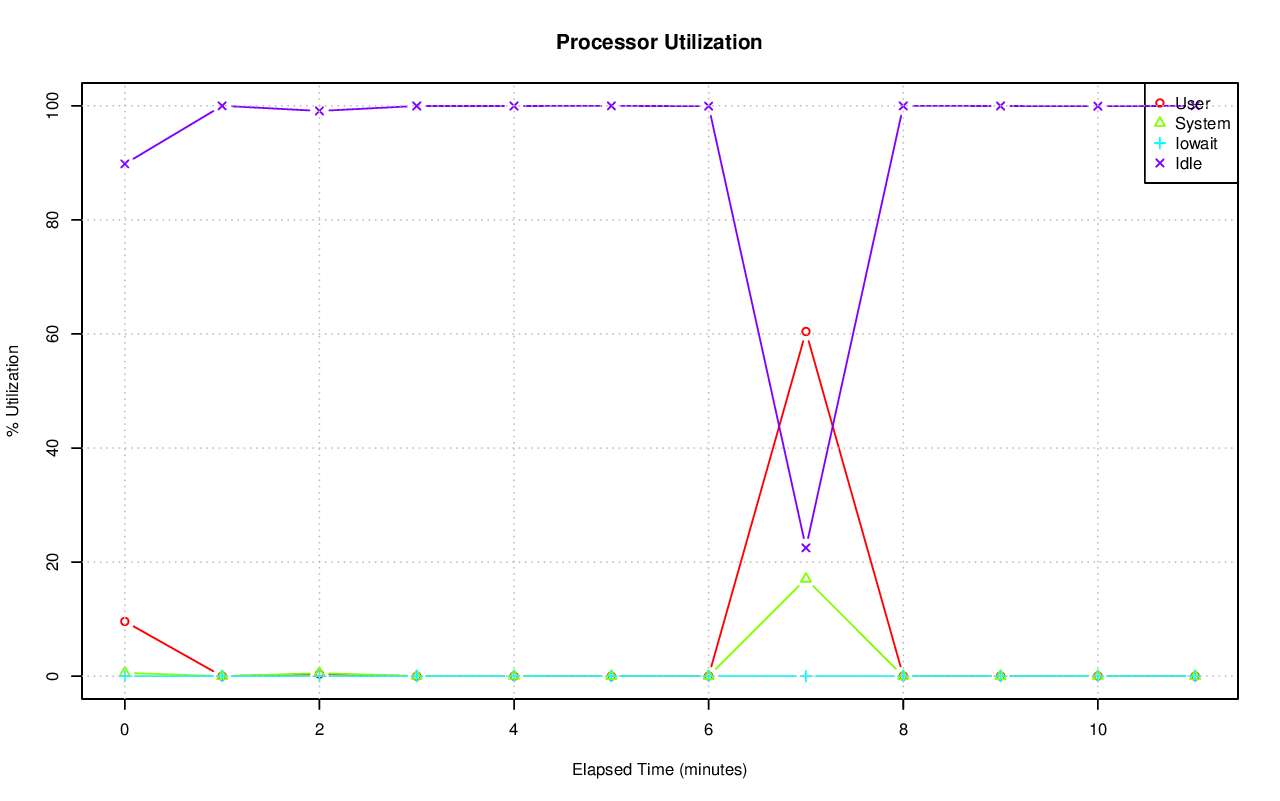 Processor Utilization
% Utilization
100
80
60
40
20
0
User
System
Iowait
Idle
0 2 4 6 8 10
Elapsed Time (minutes)